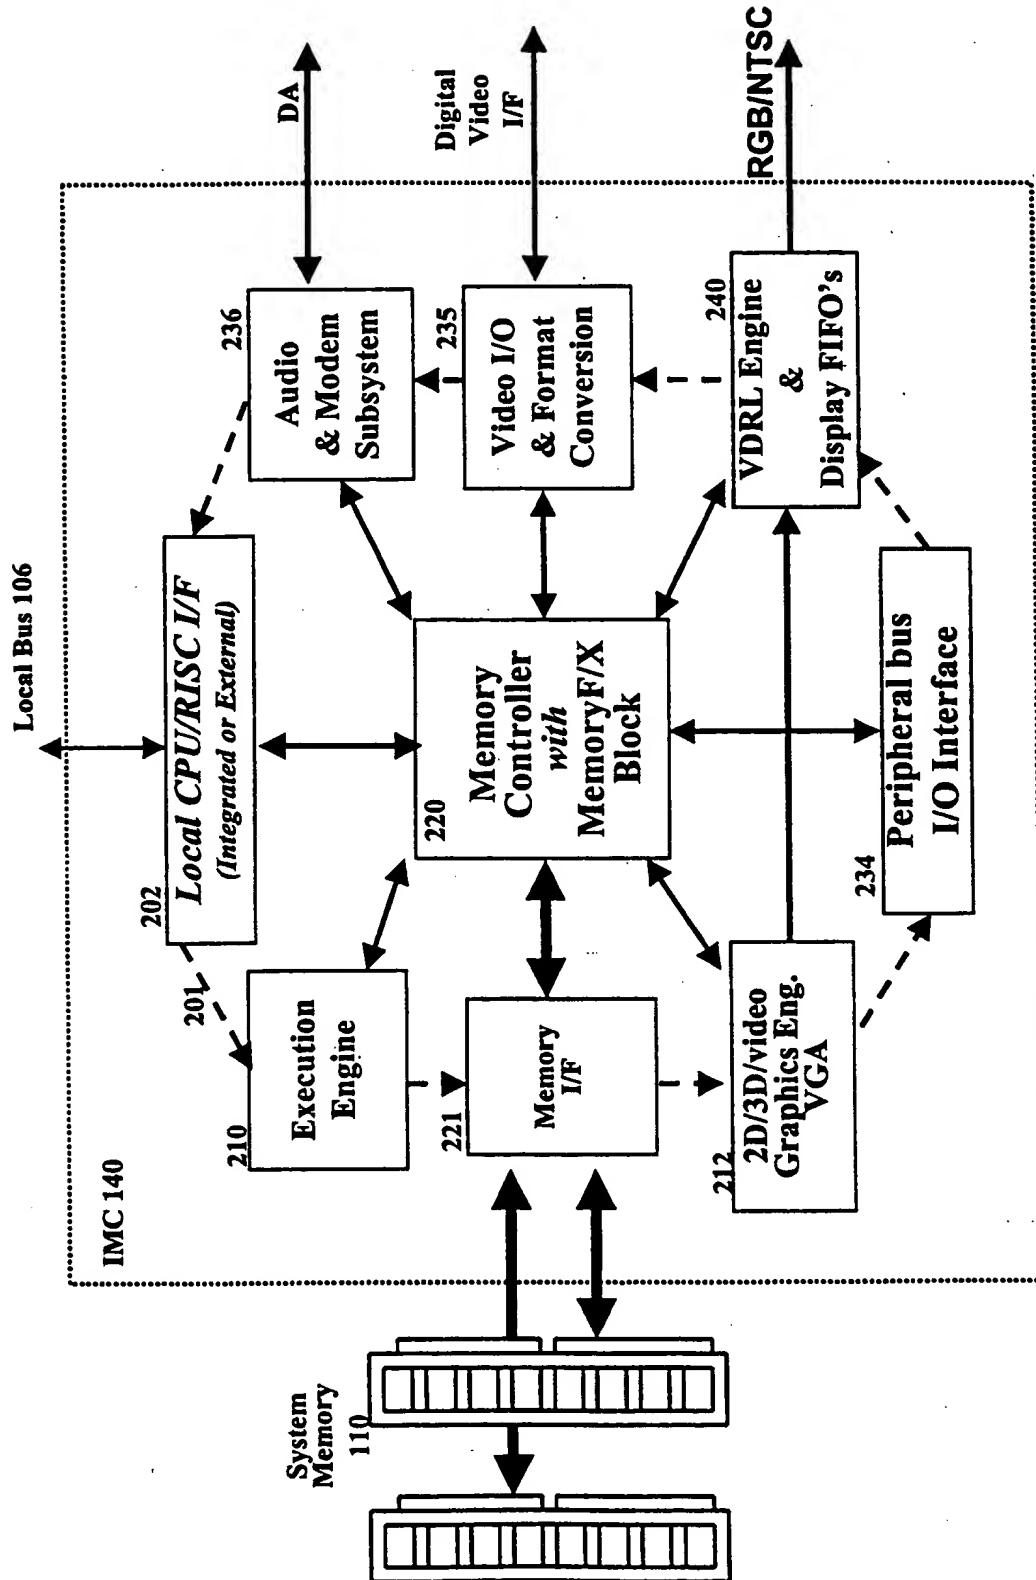 Local Bus 106
IMC 140
201
202
Local CPU/RISC I/F
(Integrated or External)
236
Audio
& Modem
Subsystem
DA
210
Execution
Engine
220
Memory
Controller
with
MemoryF/X
Block
235
Video I/O
& Format
Conversion
Digital
Video
I/F
System
Memory
110
221
Memory
I/F
212
2D/3D/video
Graphics Eng.
VGA
240
VDRL Engine
&
Display FIFO's
RGB/NTSC
234
Peripheral bus
I/O Interface